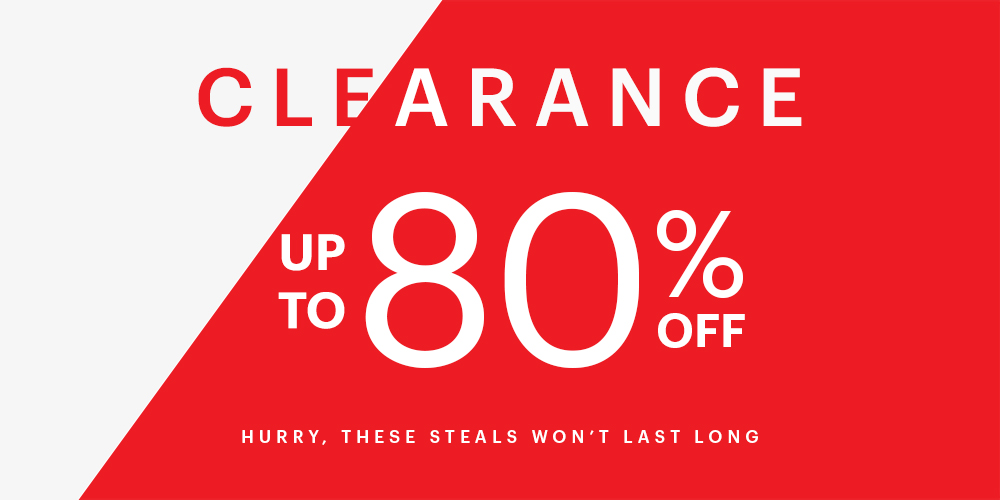 CLEARANCE
UP TO 80% OFF
HURRY, THESE STEALS WON’T LAST LONG